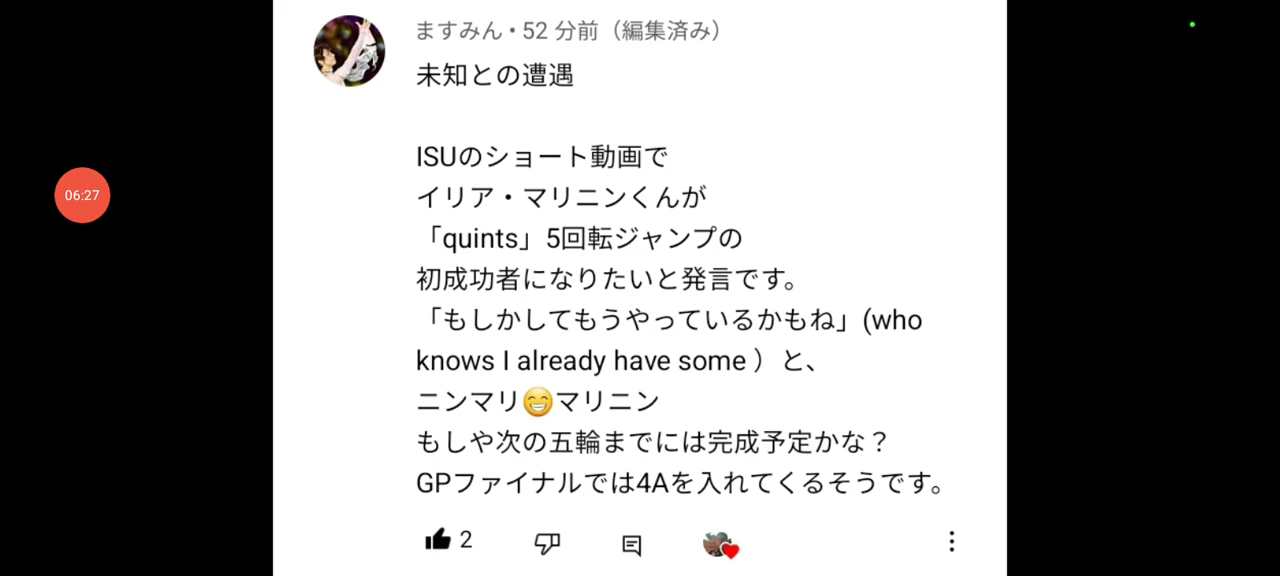 ますみん • 52 分前（編集済み）
未知との遭遇
ISUのショート動画で
06:27
イリア・マリニンくんが
「quints」5回転ジャンプの
初成功者になりたいと発言です。
「もしかしてもうやっているかもね」(who
knows I already have some ）と、
ニンマリ😁マリニン
もしや次の五輪までには完成予定かな？
GPファイナルでは4Aを入れてくるそうです。
2